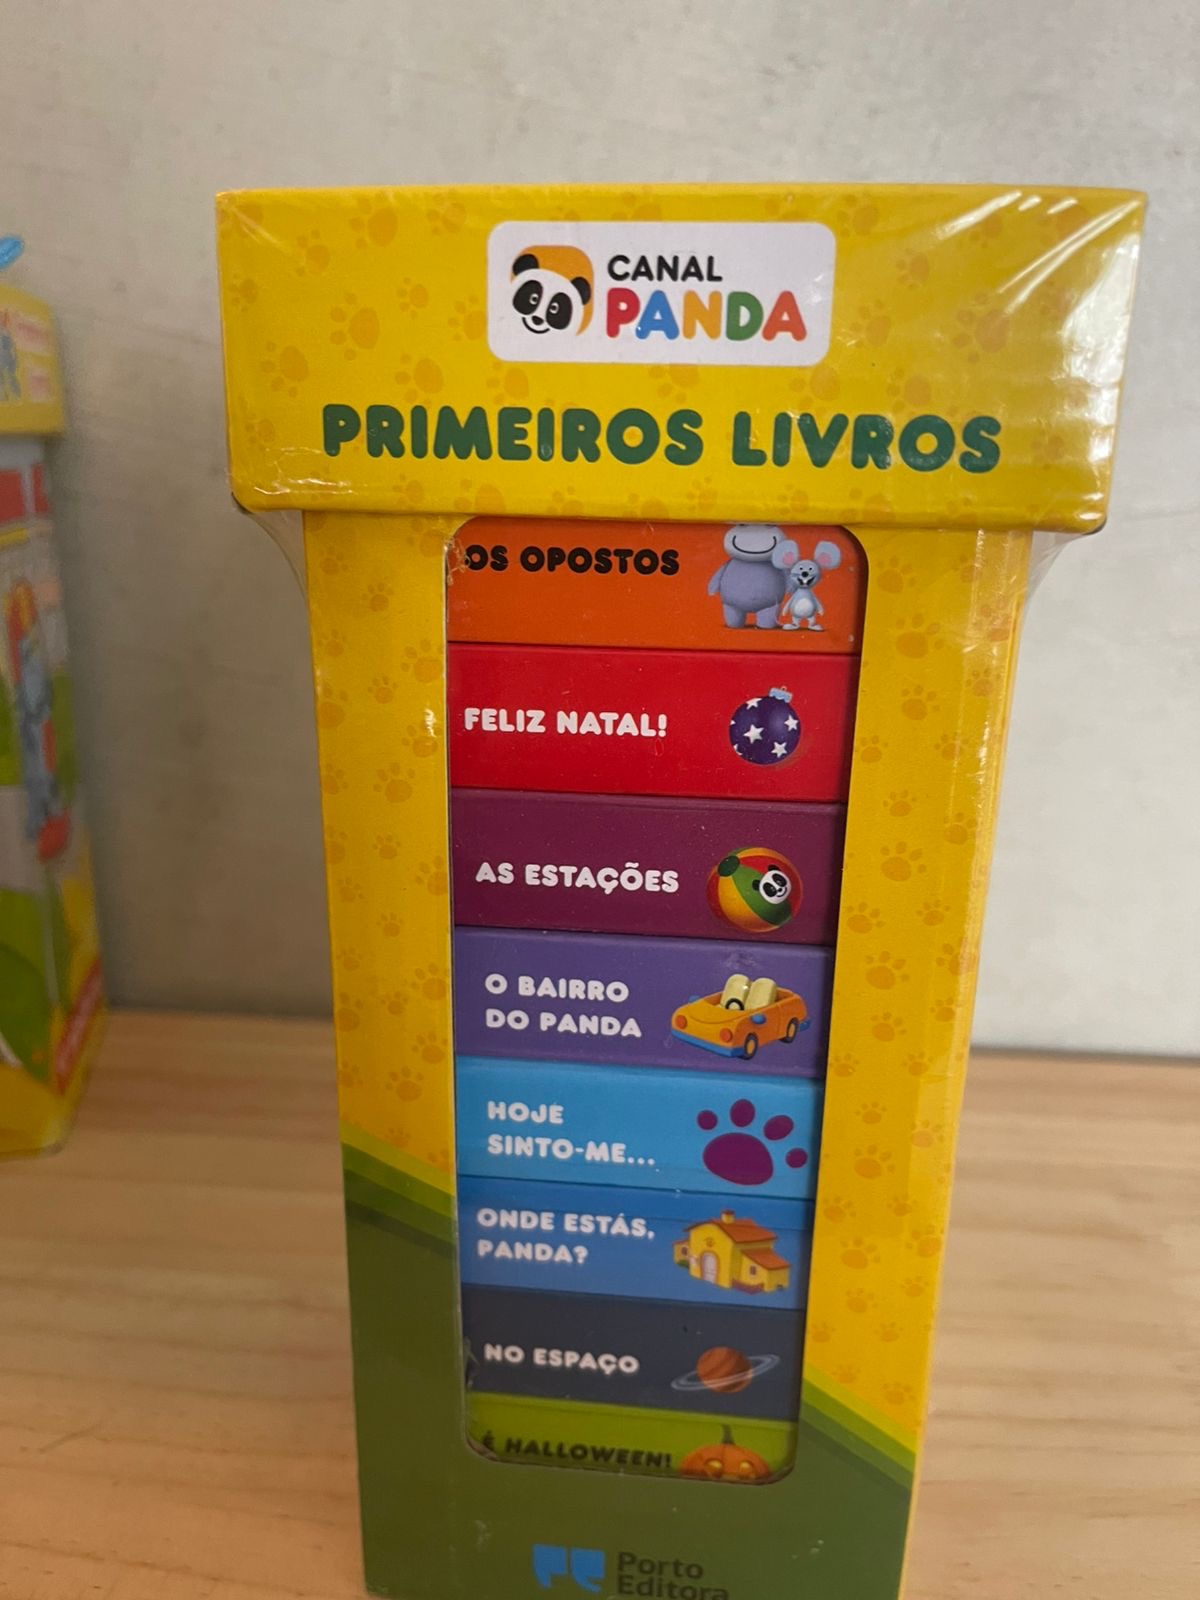 CANAL
PANDA
PRIMEIROS LIVROS
OS OPOSTOS
FELIZ NATAL!
AS ESTAÇÕES
O BAIRRO
DO PANDA
HOJE
SINTO-ME...
ONDE ESTÁS,
PANDA?
NO ESPAÇO
É HALLOWEEN!
Porto
Editora